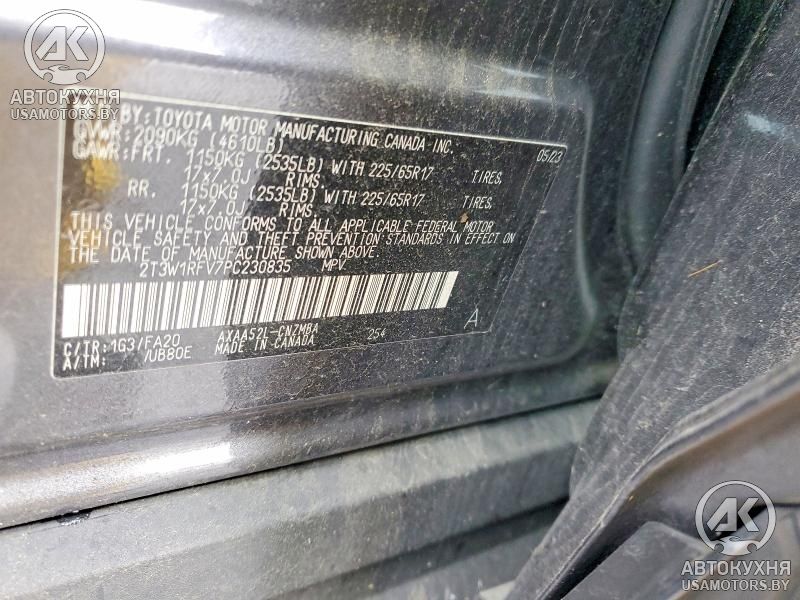 АК
АВТОКУХНЯ
USAMOTORS.BY
BY: TOYOTA MOTOR MANUFACTURING CANADA INC.
GVWR: 2090KG (4610LB) 05/23
GAWR: FRT. 1150KG (2535LB) WITH 225/65R17 TIRES,
17x7.0J RIMS,
RR. 1150KG (2535LB) WITH 225/65R17 TIRES,
17x7.0J RIMS.
THIS VEHICLE CONFORMS TO ALL APPLICABLE FEDERAL MOTOR
VEHICLE SAFETY AND THEFT PREVENTION STANDARDS IN EFFECT ON
THE DATE OF MANUFACTURE SHOWN ABOVE.
2T3W1RFV7PC230835 MPV
C/TR: 1G3/FA20 AXAA52L-CNZMBA 254 A
A/TM: /UB80E MADE IN CANADA
АК
АВТОКУХНЯ
USAMOTORS.BY